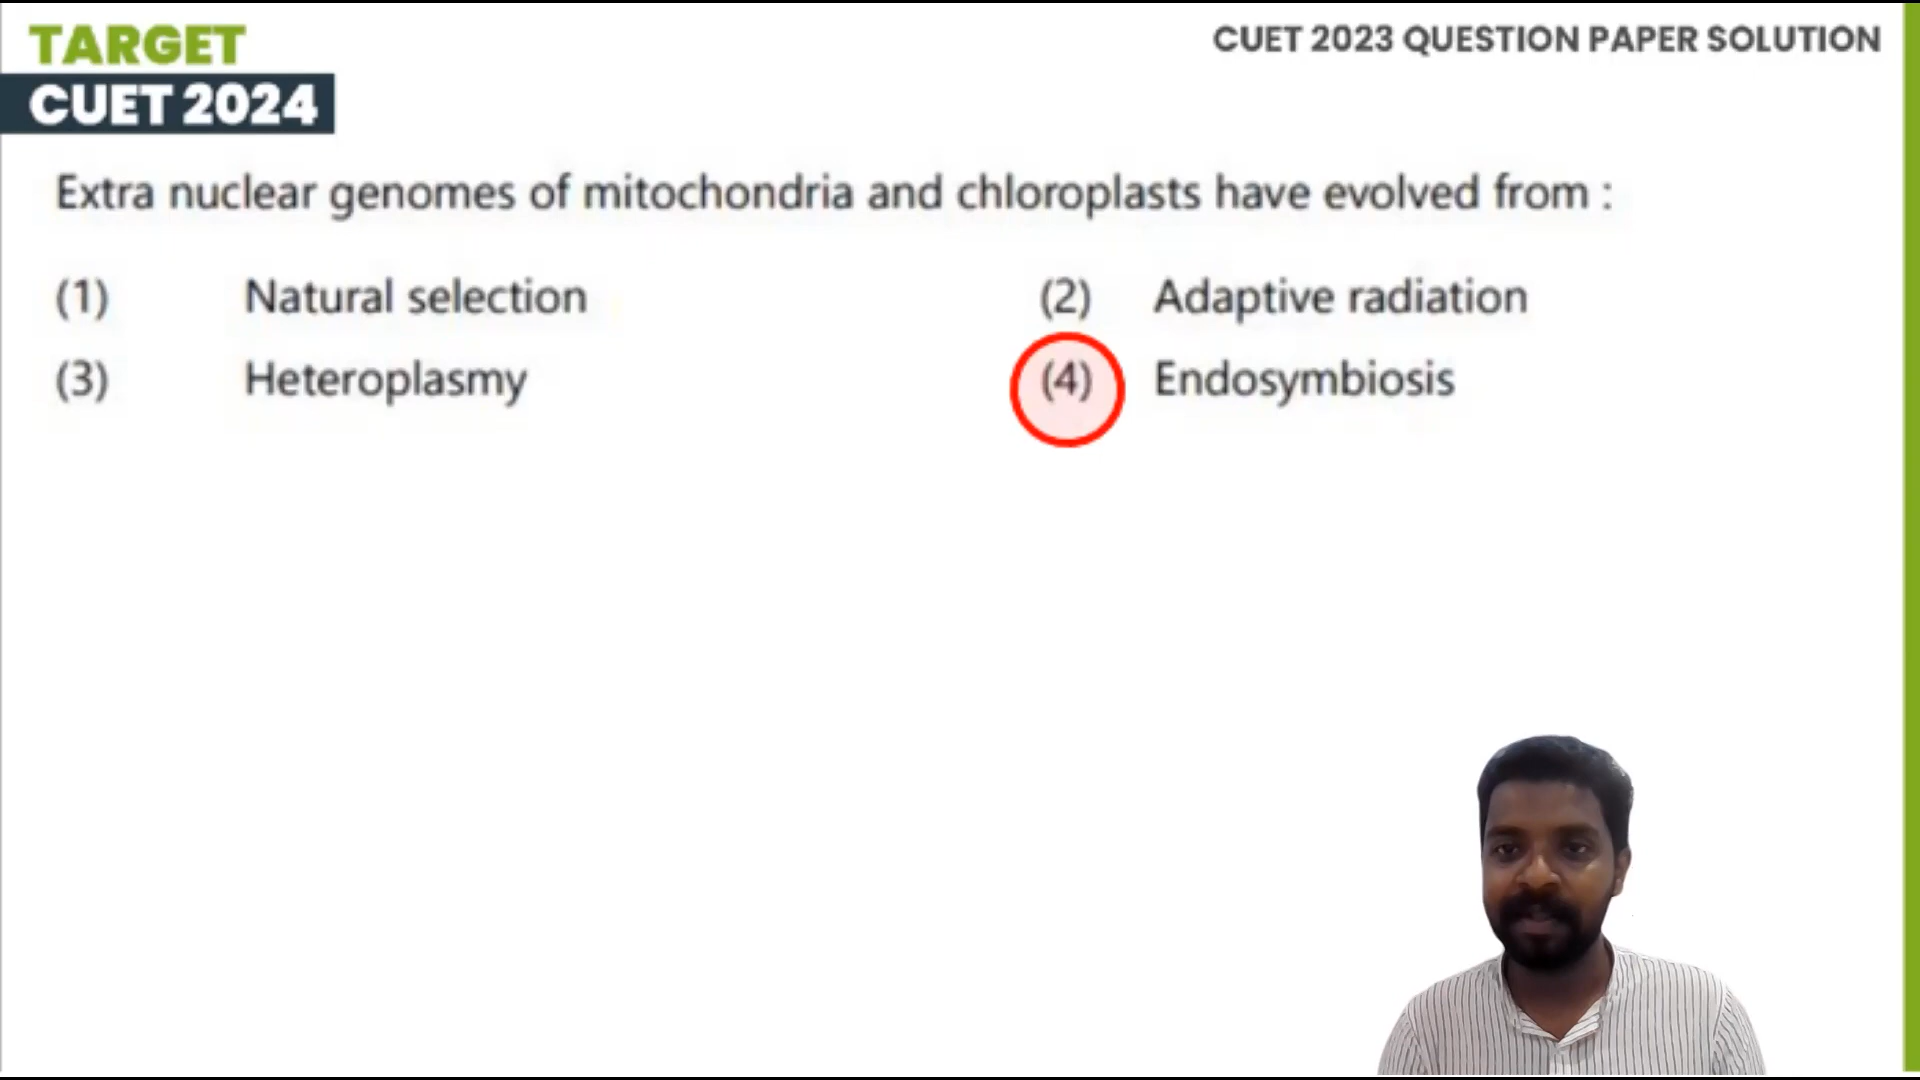 TARGET
CUET 2024
CUET 2023 QUESTION PAPER SOLUTION
Extra nuclear genomes of mitochondria and chloroplasts have evolved from :
(1) Natural selection (2) Adaptive radiation
(3) Heteroplasmy (4) Endosymbiosis